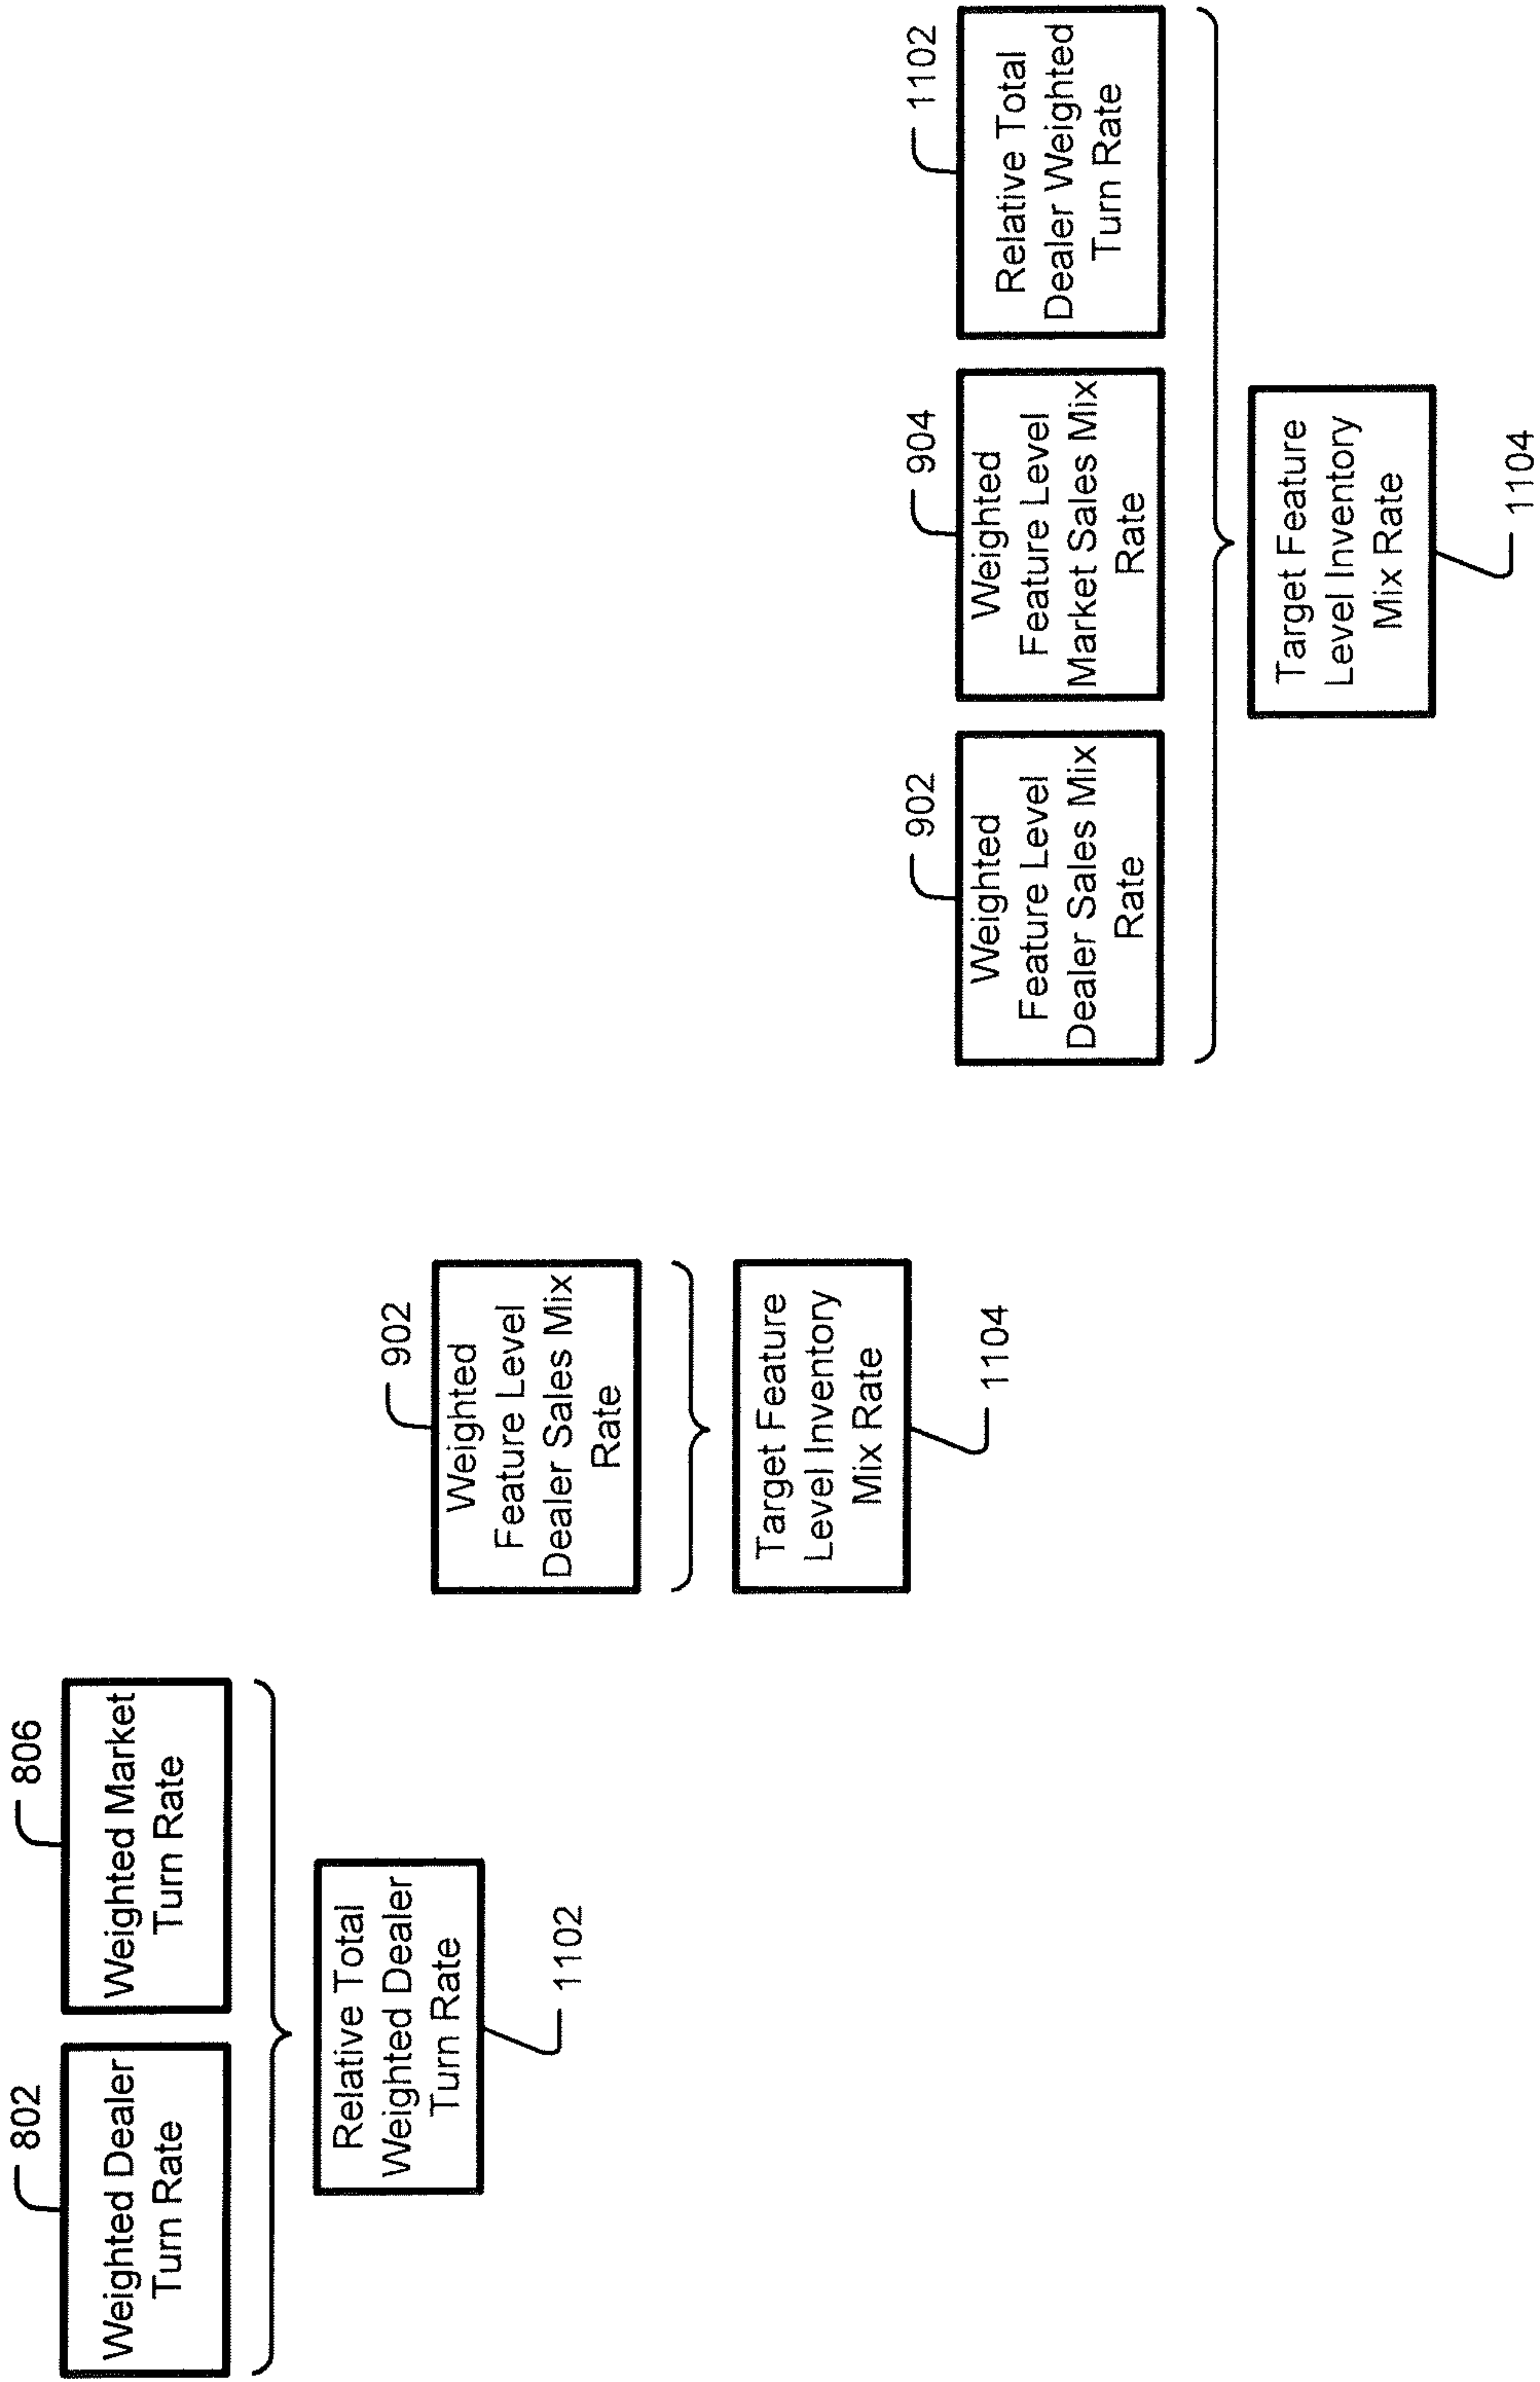 802
Weighted Dealer
Turn Rate
806
Weighted Market
Turn Rate
Relative Total
Weighted Dealer
Turn Rate
1102
902
Weighted
Feature Level
Dealer Sales Mix
Rate
Target Feature
Level Inventory
Mix Rate
1104
902
Weighted
Feature Level
Dealer Sales Mix
Rate
904
Weighted
Feature Level
Market Sales Mix
Rate
1102
Relative Total
Dealer Weighted
Turn Rate
Target Feature
Level Inventory
Mix Rate
1104